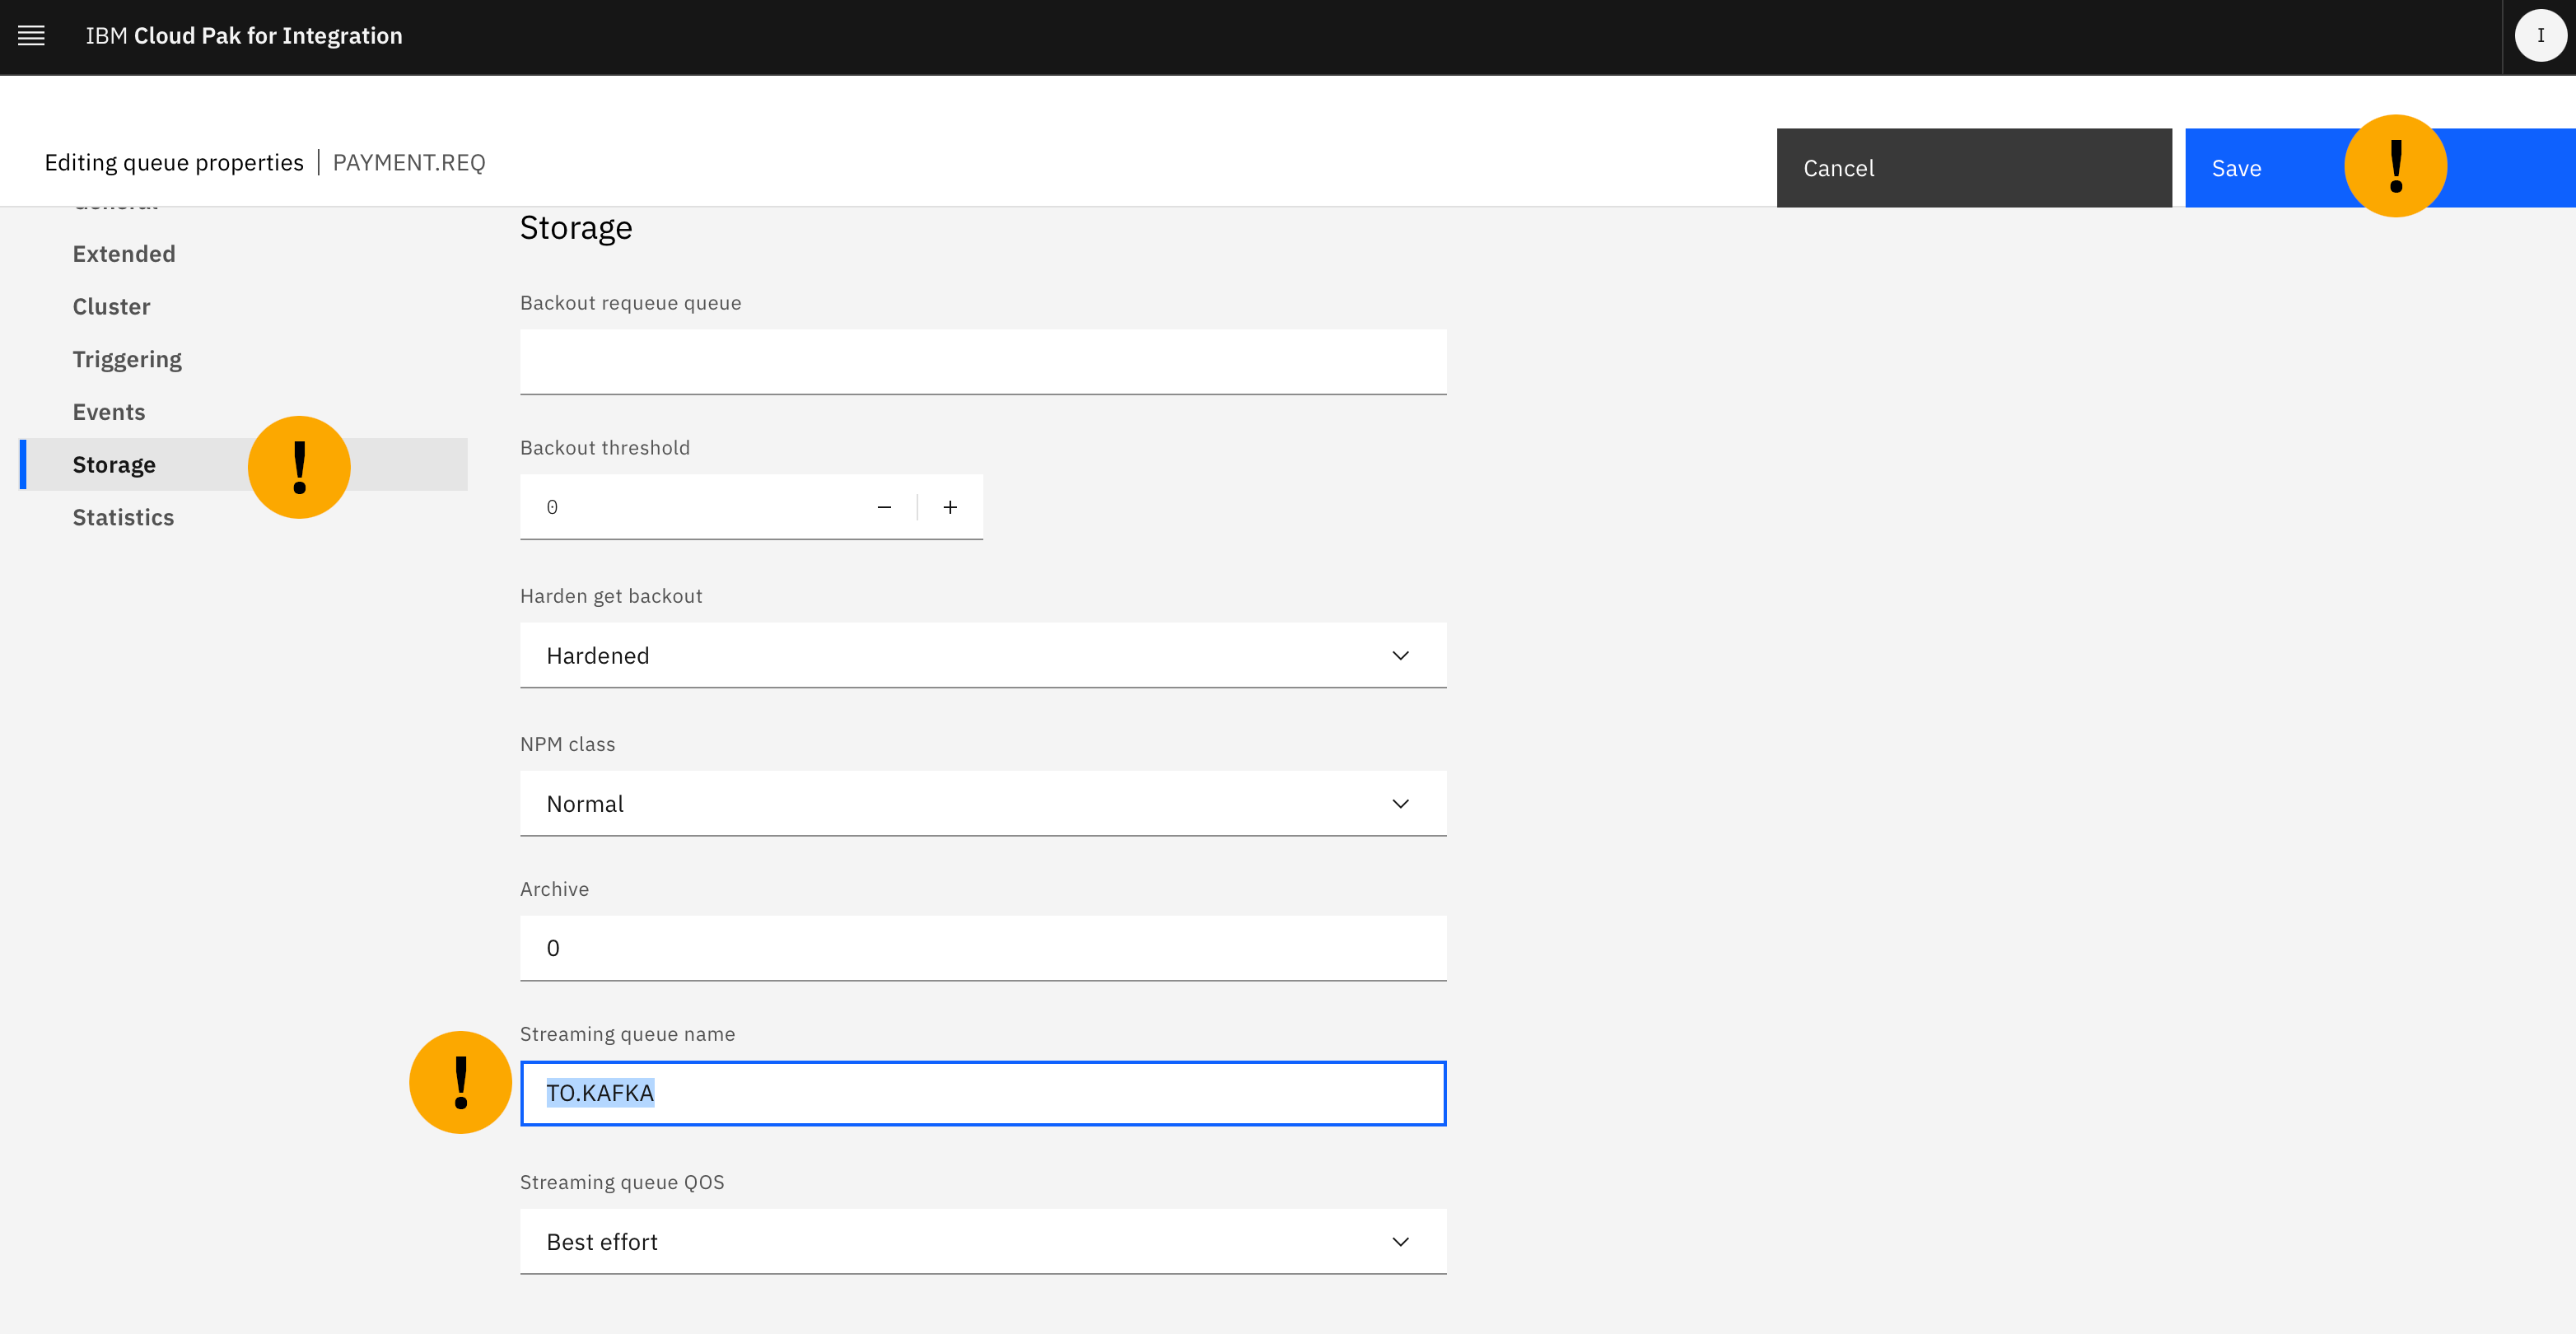 IBM Cloud Pak for Integration
I
Editing queue properties | PAYMENT.REQ
Cancel
Save
!
General
Extended
Cluster
Triggering
Events
Storage
!
Statistics
Storage
Backout requeue queue
Backout threshold
0
Harden get backout
Hardened
NPM class
Normal
Archive
0
Streaming queue name
!
TO.KAFKA
Streaming queue QOS
Best effort